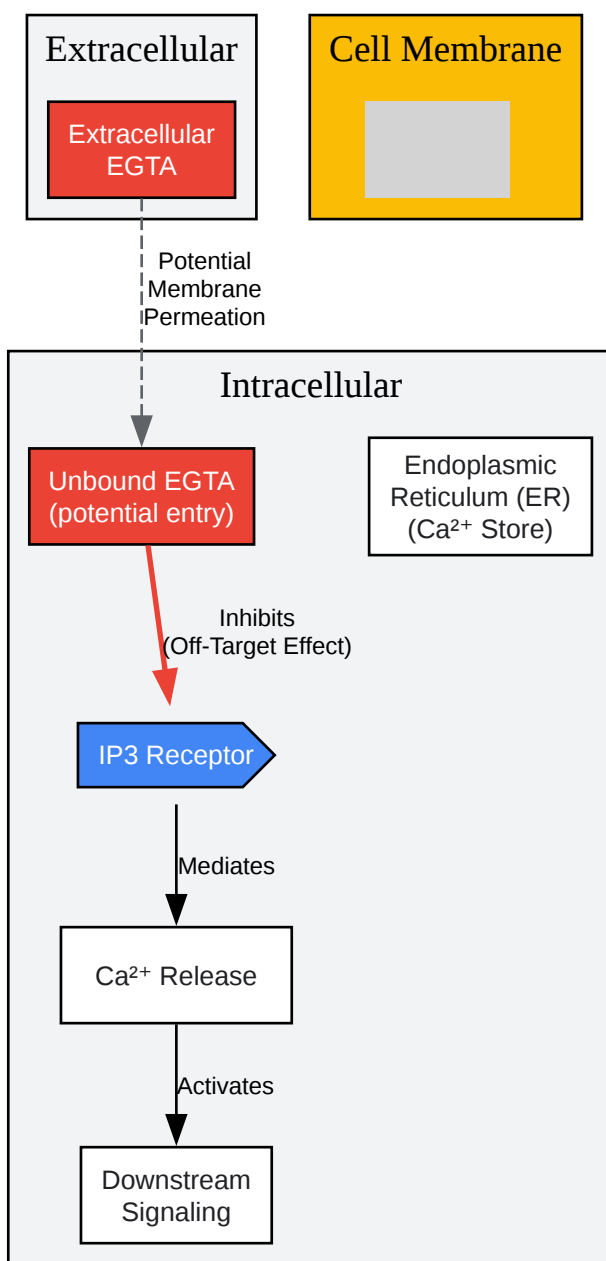 Extracellular
Cell Membrane
Extracellular
EGTA
Potential
Membrane
Permeation
Intracellular
Unbound EGTA
(potential entry)
Endoplasmic
Reticulum (ER)
(Ca²⁺ Store)
Inhibits
(Off-Target Effect)
IP3 Receptor
Mediates
Ca²⁺ Release
Activates
Downstream
Signaling